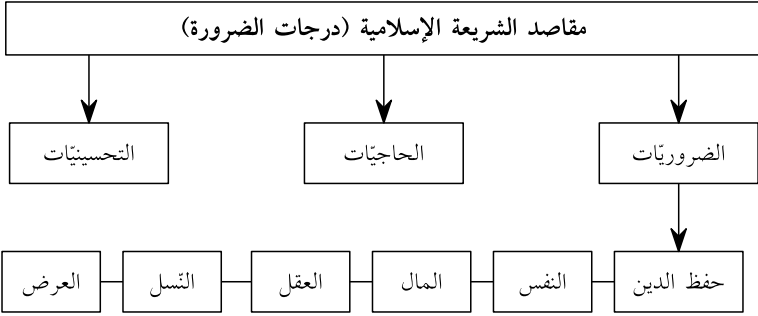 مقاصد الشريعة الإسلامية (درجات الضرورة)
الضروريّات الحاجيّات التحسينيّات
حفظ الدين النفس المال العقل النّسل العرض